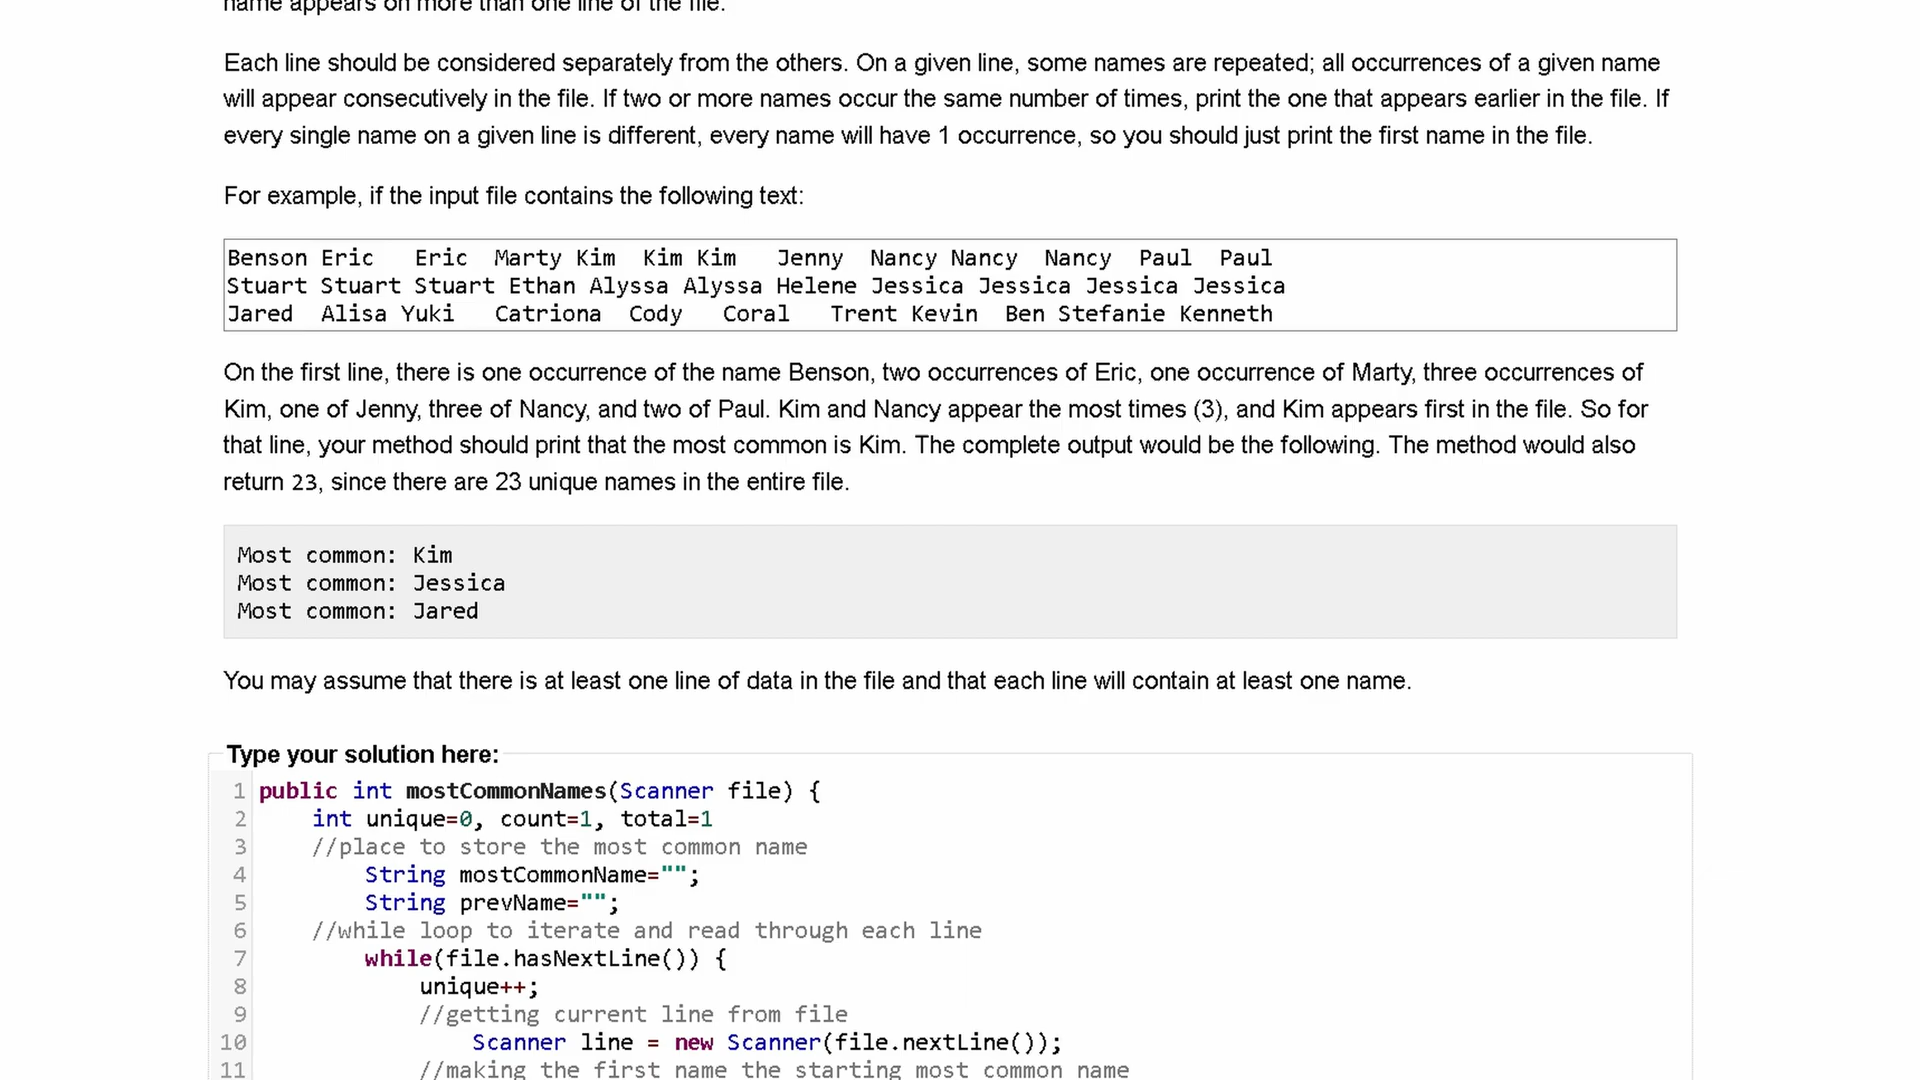 name appears on more than one line of the file.
Each line should be considered separately from the others. On a given line, some names are repeated; all occurrences of a given name
will appear consecutively in the file. If two or more names occur the same number of times, print the one that appears earlier in the file. If
every single name on a given line is different, every name will have 1 occurrence, so you should just print the first name in the file.
For example, if the input file contains the following text:
Benson Eric   Eric  Marty Kim  Kim Kim   Jenny  Nancy Nancy  Nancy  Paul  Paul
Stuart Stuart Stuart Ethan Alyssa Alyssa Helene Jessica Jessica Jessica Jessica
Jared  Alisa Yuki   Catriona  Cody   Coral   Trent Kevin  Ben Stefanie Kenneth
On the first line, there is one occurrence of the name Benson, two occurrences of Eric, one occurrence of Marty, three occurrences of
Kim, one of Jenny, three of Nancy, and two of Paul. Kim and Nancy appear the most times (3), and Kim appears first in the file. So for
that line, your method should print that the most common is Kim. The complete output would be the following. The method would also
return 23, since there are 23 unique names in the entire file.
Most common: Kim
Most common: Jessica
Most common: Jared
You may assume that there is at least one line of data in the file and that each line will contain at least one name.
Type your solution here:
1 public int mostCommonNames(Scanner file) {
2     int unique=0, count=1, total=1
3     //place to store the most common name
4         String mostCommonName="";
5         String prevName="";
6     //while loop to iterate and read through each line
7         while(file.hasNextLine()) {
8             unique++;
9             //getting current line from file
10                 Scanner line = new Scanner(file.nextLine());
11             //making the first name the starting most common name